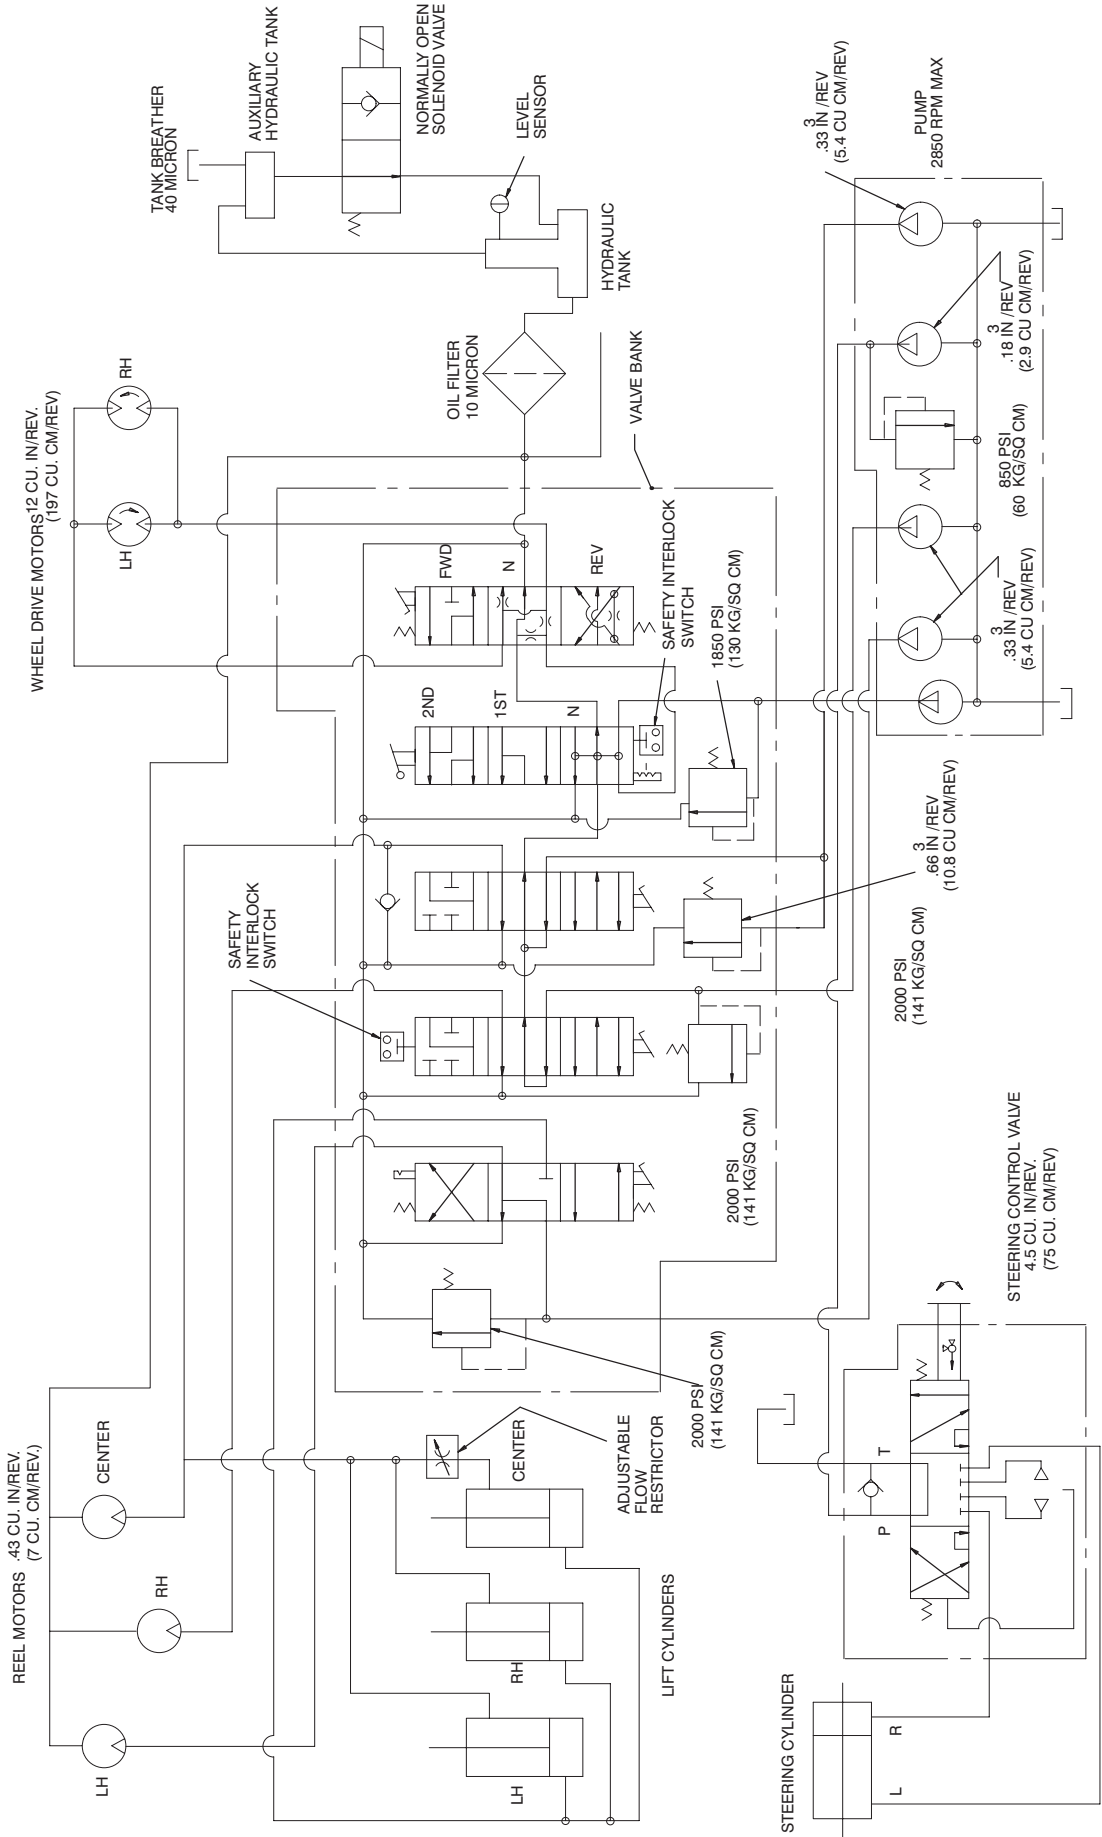 REEL MOTORS .43 CU. IN/REV.
(7 CU. CM/REV.)
LH
RH
CENTER
WHEEL DRIVE MOTORS 12 CU. IN/REV.
(197 CU. CM/REV)
LH
RH
TANK BREATHER
40 MICRON
AUXILIARY
HYDRAULIC TANK
NORMALLY OPEN
SOLENOID VALVE
LEVEL
SENSOR
HYDRAULIC
TANK
OIL FILTER
10 MICRON
VALVE BANK
SAFETY
INTERLOCK
SWITCH
2ND
1ST
N
FWD
N
REV
SAFETY INTERLOCK
SWITCH
1850 PSI
(130 KG/SQ CM)
LH
RH
CENTER
LIFT CYLINDERS
ADJUSTABLE
FLOW
RESTRICTOR
2000 PSI
(141 KG/SQ CM)
2000 PSI
(141 KG/SQ CM)
2000 PSI
(141 KG/SQ CM)
3
.66 IN /REV
(10.8 CU CM/REV)
3
.33 IN /REV
(5.4 CU CM/REV)
850 PSI
(60 KG/SQ CM)
3
.18 IN /REV
(2.9 CU CM/REV)
3
.33 IN /REV
(5.4 CU CM/REV)
PUMP
2850 RPM MAX
STEERING CYLINDER
L
R
P
T
STEERING CONTROL VALVE
4.5 CU. IN/REV.
(75 CU. CM/REV)